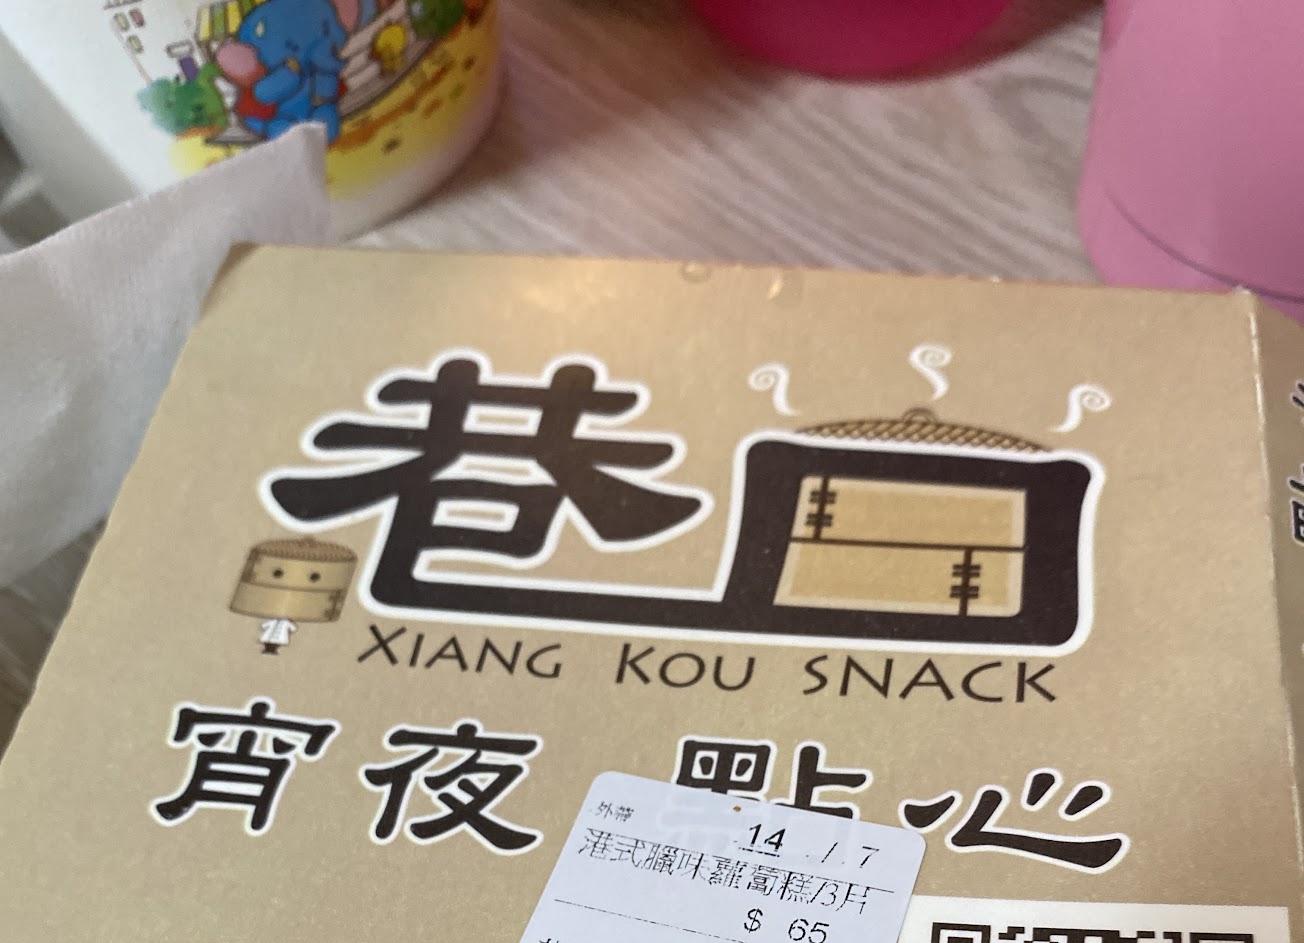 巷口
XIANG KOU SNACK
宵夜 點心
外帶
14 / 7
港式臘味蘿蔔糕/3片
$ 65